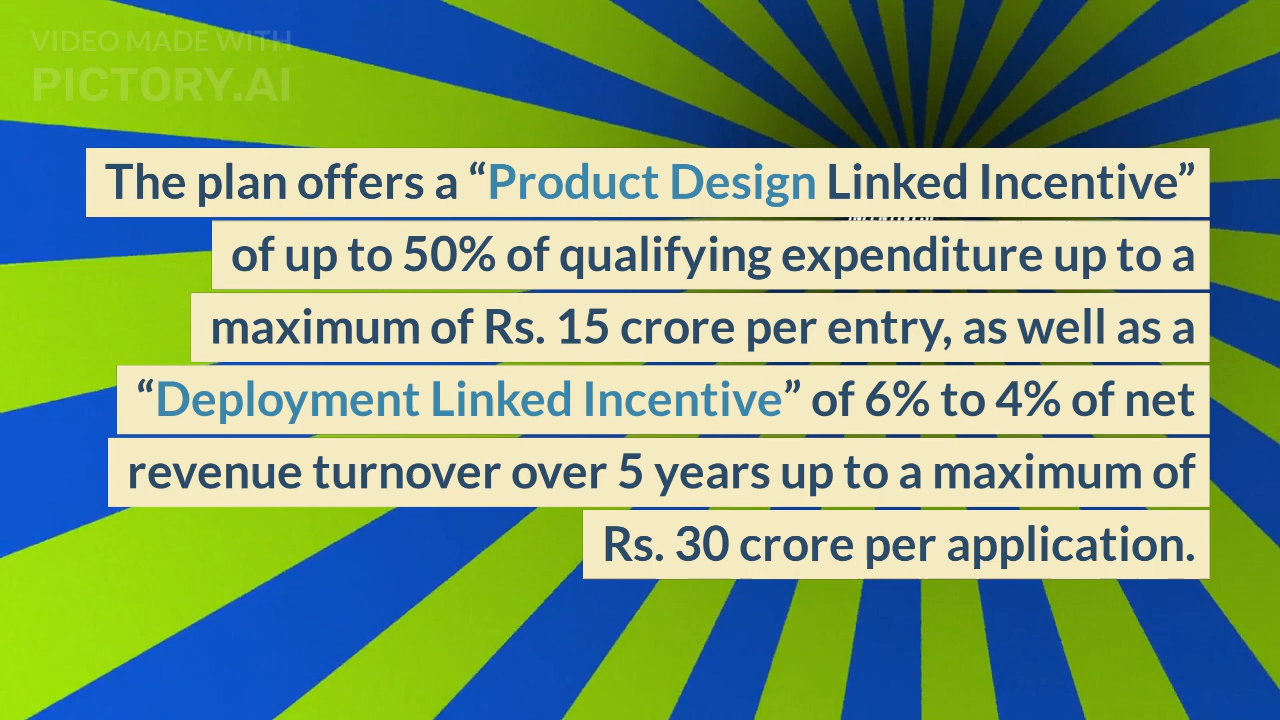 VIDEO MADE WITH
PICTORY.AI
The plan offers a “Product Design Linked Incentive”
of up to 50% of qualifying expenditure up to a
maximum of Rs. 15 crore per entry, as well as a
“Deployment Linked Incentive” of 6% to 4% of net
revenue turnover over 5 years up to a maximum of
Rs. 30 crore per application.